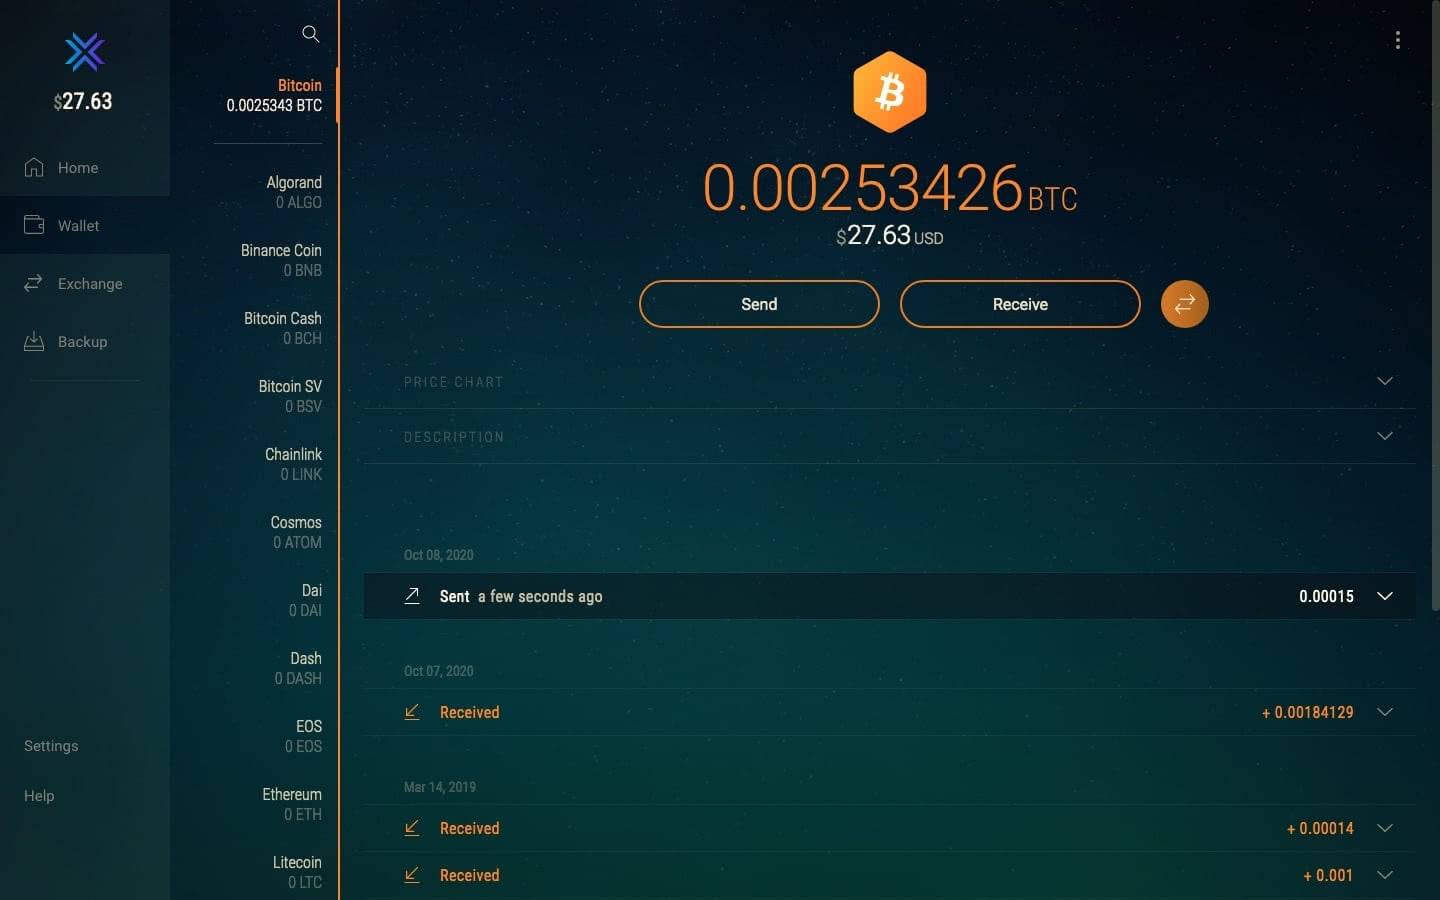 $27.63
Home
Wallet
Exchange
Backup
Settings
Help
Bitcoin
0.0025343 BTC
Algorand
0 ALGO
Binance Coin
0 BNB
Bitcoin Cash
0 BCH
Bitcoin SV
0 BSV
Chainlink
0 LINK
Cosmos
0 ATOM
Dai
0 DAI
Dash
0 DASH
EOS
0 EOS
Ethereum
0 ETH
Litecoin
0 LTC
0.00253426 BTC
$27.63 USD
Send Receive
PRICE CHART
DESCRIPTION
Oct 08, 2020
Sent a few seconds ago 0.00015
Oct 07, 2020
Received + 0.00184129
Mar 14, 2019
Received + 0.00014
Received + 0.001